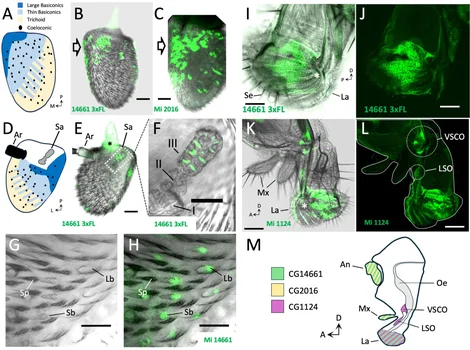 Large Basiconics
Thin Basiconics
Trichoid
Coeloconic
A
P
M
B
14661 3xFL
C
Mi 2016
I
Se
La
D
P
14661 3xFL
J
14661 3xFL
D
Ar
Sa
P
L
E
Ar
Sa
F
III
II
I
14661 3xFL
K
Mx
La
D
A
Mi 1124
L
VSCO
LSO
Mi 1124
G
Sp
Lb
Sb
H
Sp
Lb
Sb
Mi 14661
M
CG14661
CG2016
CG1124
An
Oe
VSCO
Mx
LSO
La
D
A